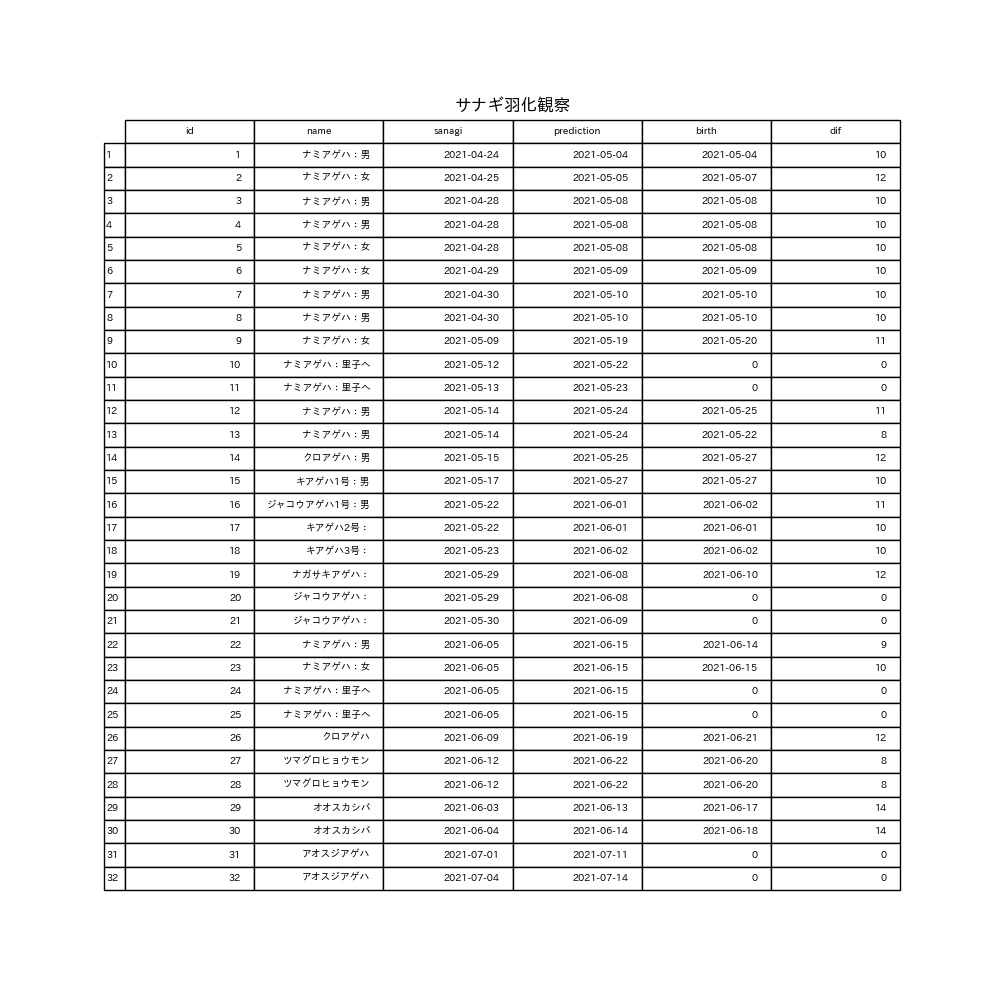 サナギ羽化観察
id name sanagi prediction birth dif
1 1 ナミアゲハ：男 2021-04-24 2021-05-04 2021-05-04 10
2 2 ナミアゲハ：女 2021-04-25 2021-05-05 2021-05-07 12
3 3 ナミアゲハ：男 2021-04-28 2021-05-08 2021-05-08 10
4 4 ナミアゲハ：男 2021-04-28 2021-05-08 2021-05-08 10
5 5 ナミアゲハ：女 2021-04-28 2021-05-08 2021-05-08 10
6 6 ナミアゲハ：女 2021-04-29 2021-05-09 2021-05-09 10
7 7 ナミアゲハ：男 2021-04-30 2021-05-10 2021-05-10 10
8 8 ナミアゲハ：男 2021-04-30 2021-05-10 2021-05-10 10
9 9 ナミアゲハ：女 2021-05-09 2021-05-19 2021-05-20 11
10 10 ナミアゲハ：里子へ 2021-05-12 2021-05-22 0 0
11 11 ナミアゲハ：里子へ 2021-05-13 2021-05-23 0 0
12 12 ナミアゲハ：男 2021-05-14 2021-05-24 2021-05-25 11
13 13 ナミアゲハ：男 2021-05-14 2021-05-24 2021-05-22 8
14 14 クロアゲハ：男 2021-05-15 2021-05-25 2021-05-27 12
15 15 キアゲハ1号：男 2021-05-17 2021-05-27 2021-05-27 10
16 16 ジャコウアゲハ1号：男 2021-05-22 2021-06-01 2021-06-02 11
17 17 キアゲハ2号： 2021-05-22 2021-06-01 2021-06-01 10
18 18 キアゲハ3号： 2021-05-23 2021-06-02 2021-06-02 10
19 19 ナガサキアゲハ： 2021-05-29 2021-06-08 2021-06-10 12
20 20 ジャコウアゲハ： 2021-05-29 2021-06-08 0 0
21 21 ジャコウアゲハ： 2021-05-30 2021-06-09 0 0
22 22 ナミアゲハ：男 2021-06-05 2021-06-15 2021-06-14 9
23 23 ナミアゲハ：女 2021-06-05 2021-06-15 2021-06-15 10
24 24 ナミアゲハ：里子へ 2021-06-05 2021-06-15 0 0
25 25 ナミアゲハ：里子へ 2021-06-05 2021-06-15 0 0
26 26 クロアゲハ 2021-06-09 2021-06-19 2021-06-21 12
27 27 ツマグロヒョウモン 2021-06-12 2021-06-22 2021-06-20 8
28 28 ツマグロヒョウモン 2021-06-12 2021-06-22 2021-06-20 8
29 29 オオスカシバ 2021-06-03 2021-06-13 2021-06-17 14
30 30 オオスカシバ 2021-06-04 2021-06-14 2021-06-18 14
31 31 アオスジアゲハ 2021-07-01 2021-07-11 0 0
32 32 アオスジアゲハ 2021-07-04 2021-07-14 0 0